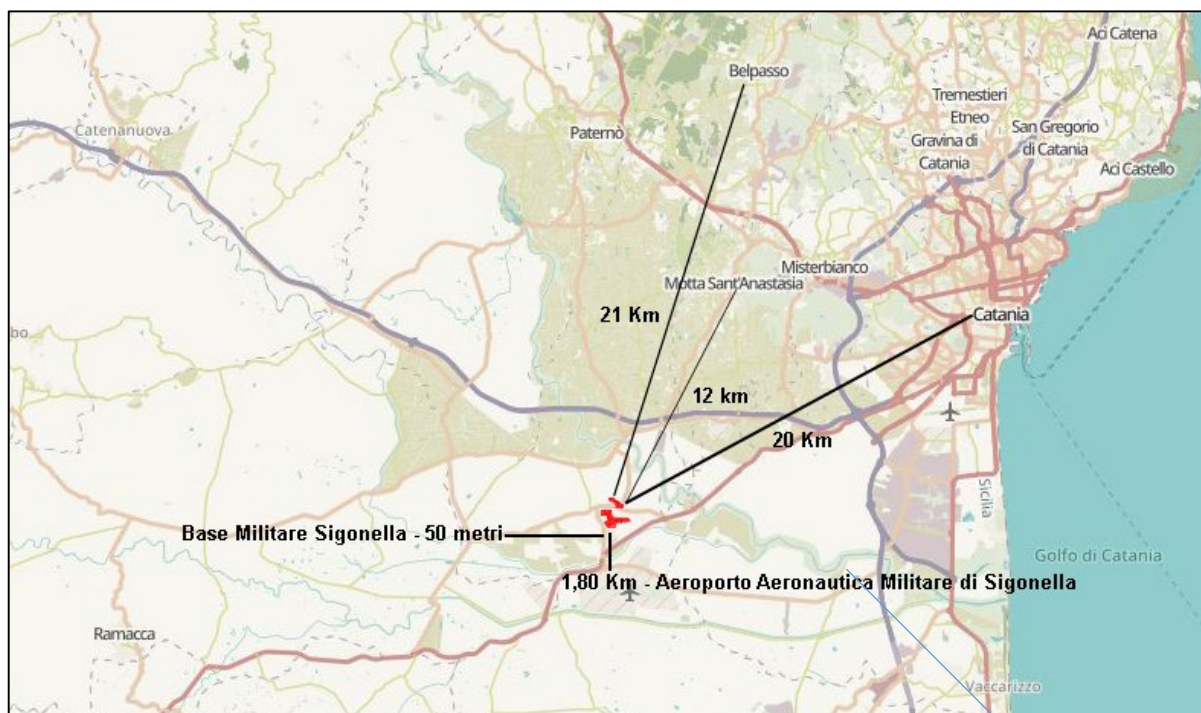 Aci Catena
Belpasso
Tremestieri
Etneo
Catenanuova
Paternò
Gravina di
Catania
San Gregorio
di Catania
Aci Castello
Misterbianco
Motta Sant'Anastasia
21 Km
Catania
bo
12 km
20 Km
Sicilia
Base Militare Sigonella - 50 metri
Golfo di Catania
1,80 Km - Aeroporto Aeronautica Militare di Sigonella
Ramacca
Vaccarizzo